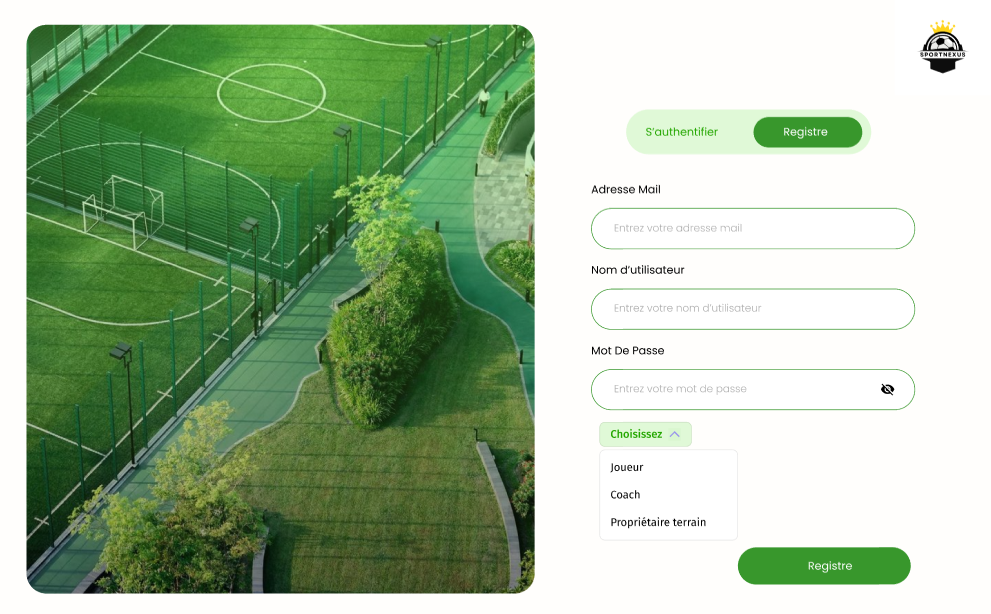 SPORTNEXUS
S'authentifier
Registre
Adresse Mail
Entrez votre adresse mail
Nom d'utilisateur
Entrez votre nom d'utilisateur
Mot De Passe
Entrez votre mot de passe
Choisissez
Joueur
Coach
Propriétaire terrain
Registre